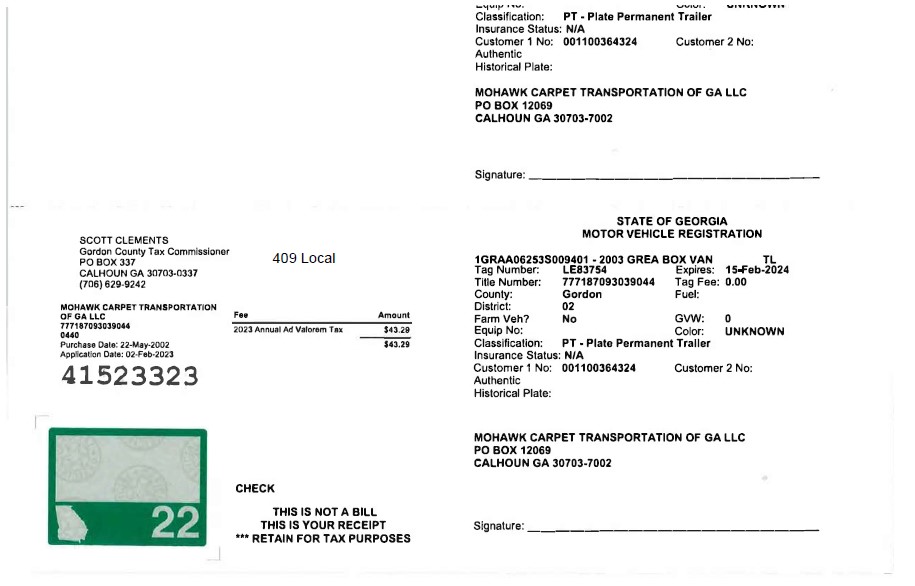 Classification: PT - Plate Permanent Trailer
Insurance Status: N/A
Customer 1 No: 001100364324 Customer 2 No:
Authentic
Historical Plate:
MOHAWK CARPET TRANSPORTATION OF GA LLC
PO BOX 12069
CALHOUN GA 30703-7002
Signature:
SCOTT CLEMENTS
Gordon County Tax Commissioner
PO BOX 337
CALHOUN GA 30703-0337
(706) 629-9242
409 Local
MOHAWK CARPET TRANSPORTATION
OF GA LLC
777187093039044
0440
Purchase Date: 22-May-2002
Application Date: 02-Feb-2023
41523323
Fee Amount
2023 Annual Ad Valorem Tax $43.29
$43.29
22
CHECK
THIS IS NOT A BILL
THIS IS YOUR RECEIPT
*** RETAIN FOR TAX PURPOSES
STATE OF GEORGIA
MOTOR VEHICLE REGISTRATION
1GRAA06253S009401 - 2003 GREA BOX VAN TL
Tag Number: LE83754 Expires: 15-Feb-2024
Title Number: 777187093039044 Tag Fee: 0.00
County: Gordon Fuel:
District: 02
Farm Veh? No GVW: 0
Equip No: Color: UNKNOWN
Classification: PT - Plate Permanent Trailer
Insurance Status: N/A
Customer 1 No: 001100364324 Customer 2 No:
Authentic
Historical Plate:
MOHAWK CARPET TRANSPORTATION OF GA LLC
PO BOX 12069
CALHOUN GA 30703-7002
Signature: